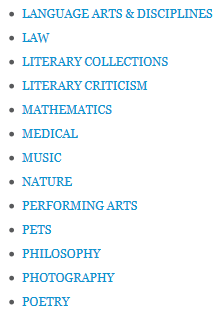 LANGUAGE ARTS & DISCIPLINES
LAW
LITERARY COLLECTIONS
LITERARY CRITICISM
MATHEMATICS
MEDICAL
MUSIC
NATURE
PERFORMING ARTS
PETS
PHILOSOPHY
PHOTOGRAPHY
POETRY